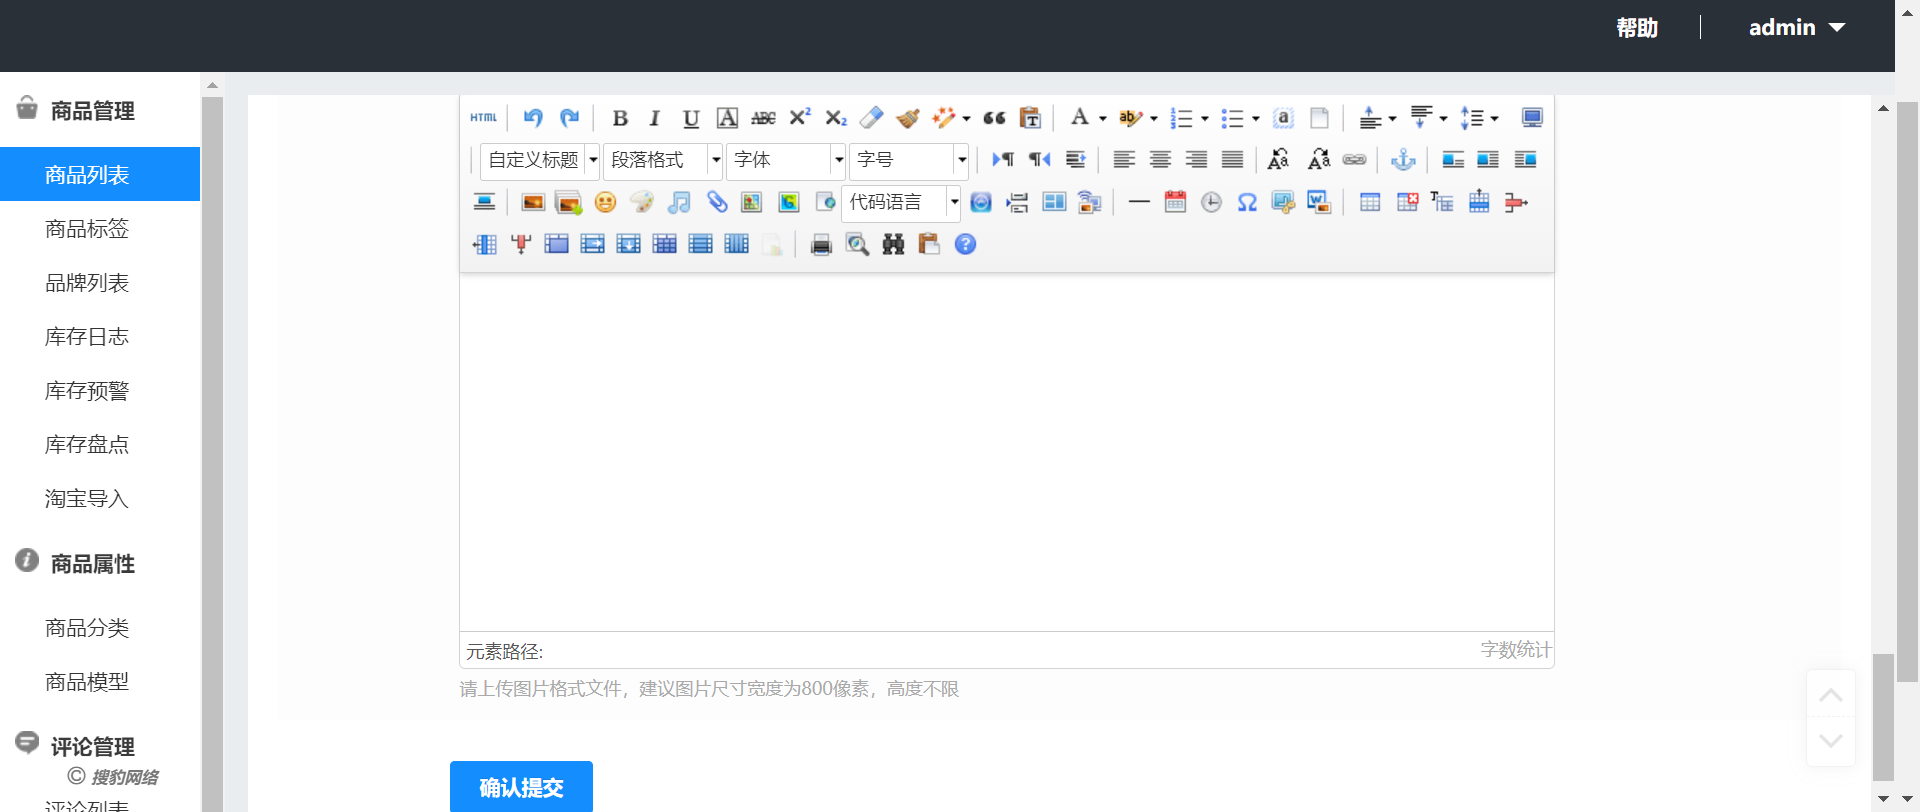 帮助
admin
商品管理
商品列表
商品标签
品牌列表
库存日志
库存预警
库存盘点
淘宝导入
商品属性
商品分类
商品模型
评论管理
© 搜豹网络
评论列表
HTML
自定义标题 段落格式 字体 字号
代码语言
元素路径:
字数统计
请上传图片格式文件，建议图片尺寸宽度为800像素，高度不限
确认提交